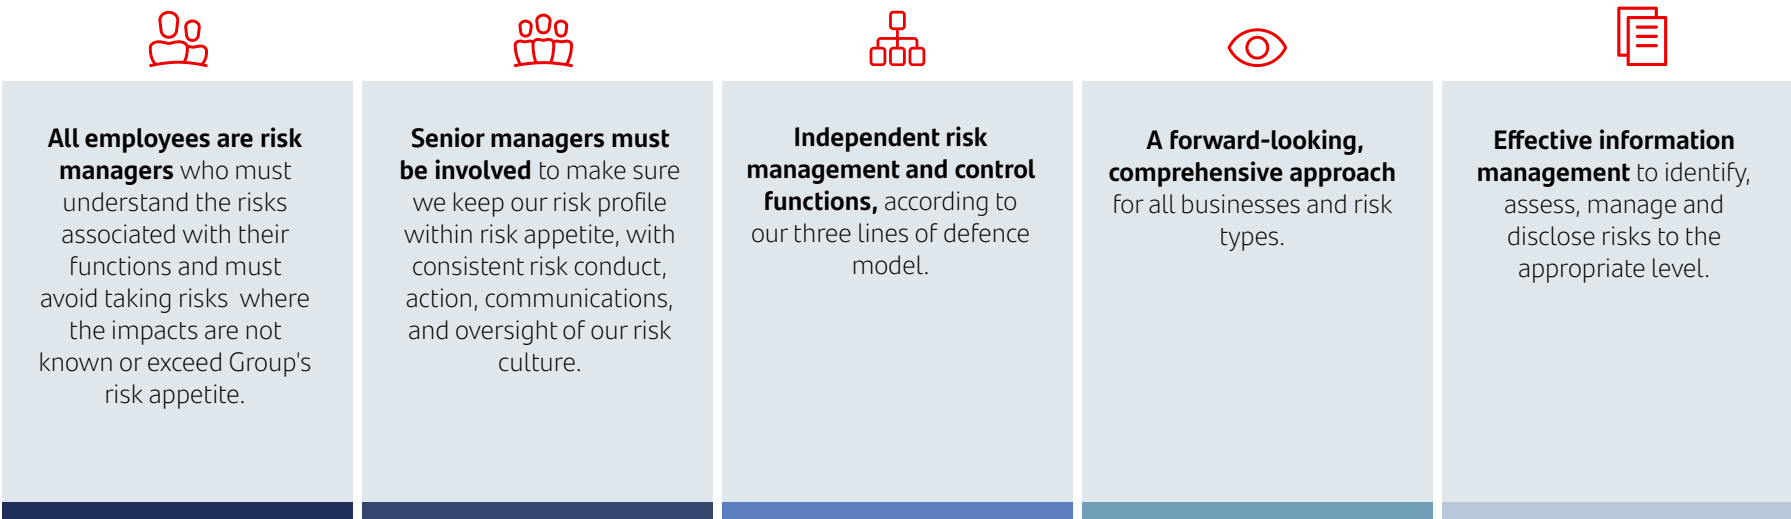 All employees are risk
managers who must
understand the risks
associated with their
functions and must
avoid taking risks where
the impacts are not
known or exceed Group's
risk appetite.
Senior managers must
be involved to make sure
we keep our risk profile
within risk appetite, with
consistent risk conduct,
action, communications,
and oversight of our risk
culture.
Independent risk
management and control
functions, according to
our three lines of defence
model.
A forward-looking,
comprehensive approach
for all businesses and risk
types.
Effective information
management to identify,
assess, manage and
disclose risks to the
appropriate level.